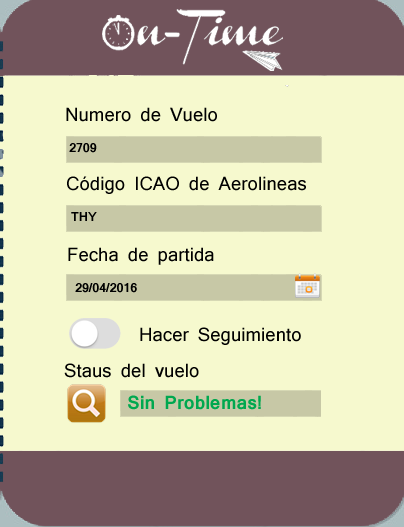 On-Time
Numero de Vuelo
2709
Código ICAO de Aerolineas
THY
Fecha de partida
29/04/2016
Hacer Seguimiento
Staus del vuelo
Sin Problemas!